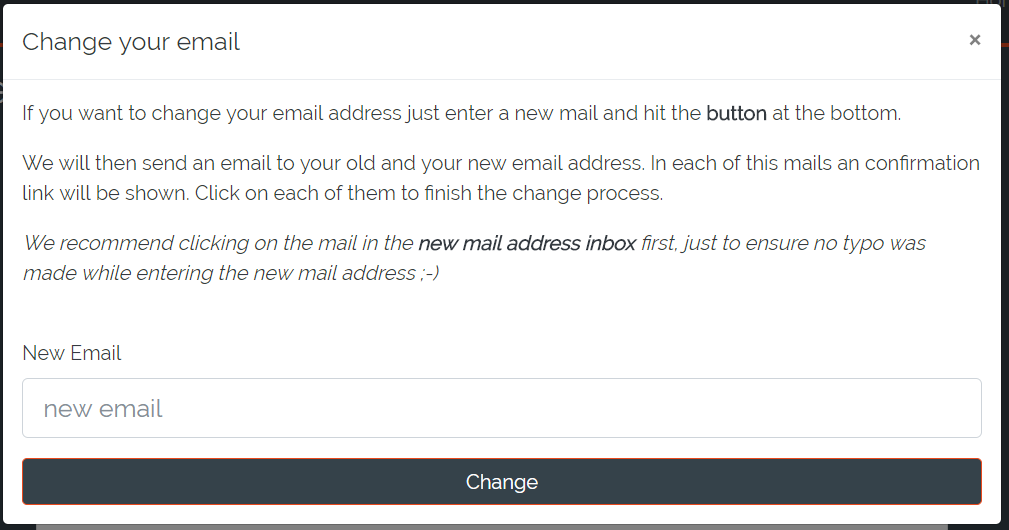 Change your email
×
If you want to change your email address just enter a new mail and hit the button at the bottom.
We will then send an email to your old and your new email address. In each of this mails an confirmation
link will be shown. Click on each of them to finish the change process.
We recommend clicking on the mail in the new mail address inbox first, just to ensure no typo was
made while entering the new mail address ;-)
New Email
new email
Change